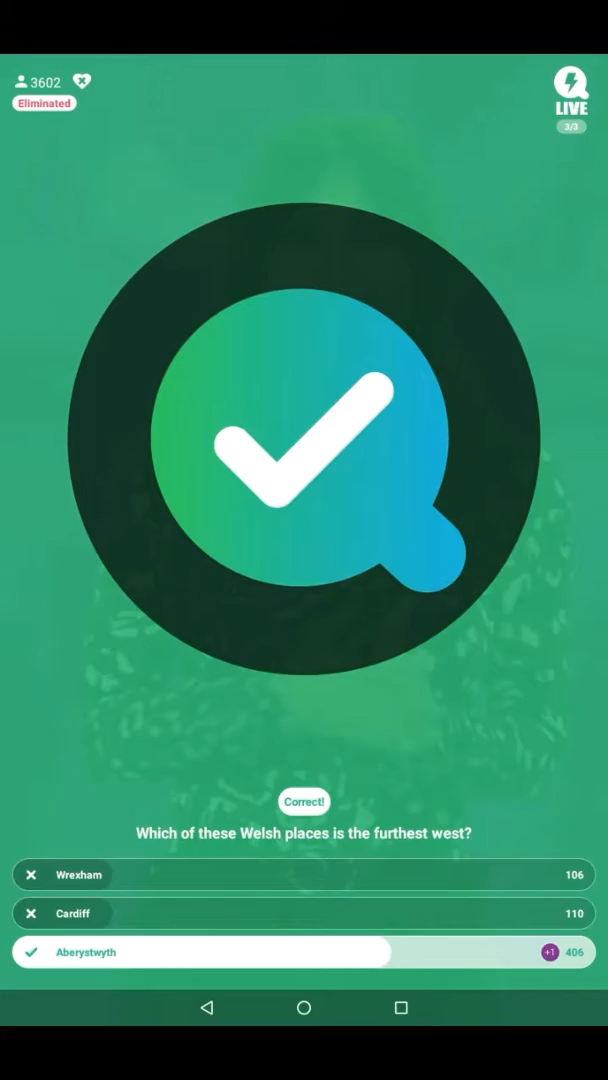 3602
Eliminated
LIVE
3/3
Correct!
Which of these Welsh places is the furthest west?
Wrexham 106
Cardiff 110
Aberystwyth +1 406